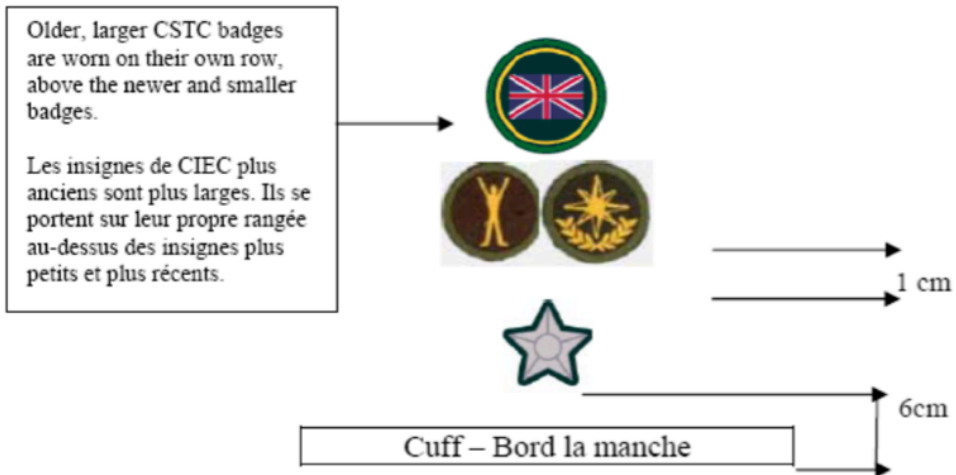 Older, larger CSTC badges
are worn on their own row,
above the newer and smaller
badges.
Les insignes de CIEC plus
anciens sont plus larges. Ils se
portent sur leur propre rangée
au-dessus des insignes plus
petits et plus récents.
1 cm
6cm
Cuff – Bord la manche